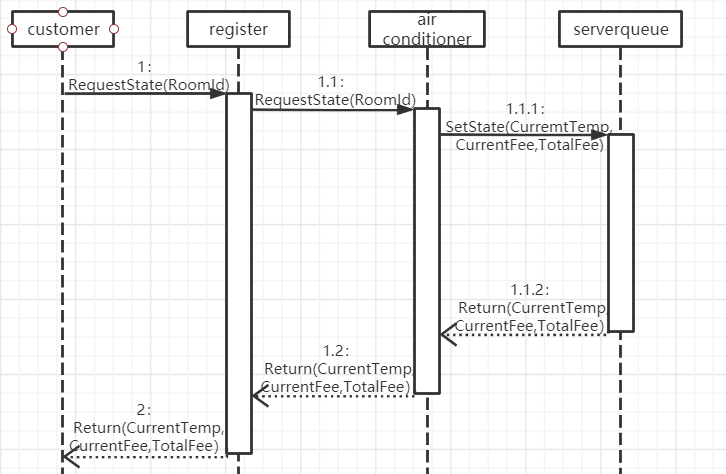 customer
register
air
conditioner
serverqueue
1:
RequestState(RoomId)
1.1:
RequestState(RoomId)
1.1.1:
SetState(CurremtTemp,
CurrentFee,TotalFee)
1.1.2:
Return(CurrentTemp,
CurrentFee,TotalFee)
1.2:
Return(CurrentTemp,
CurrentFee,TotalFee)
2:
Return(CurrentTemp,
CurrentFee,TotalFee)